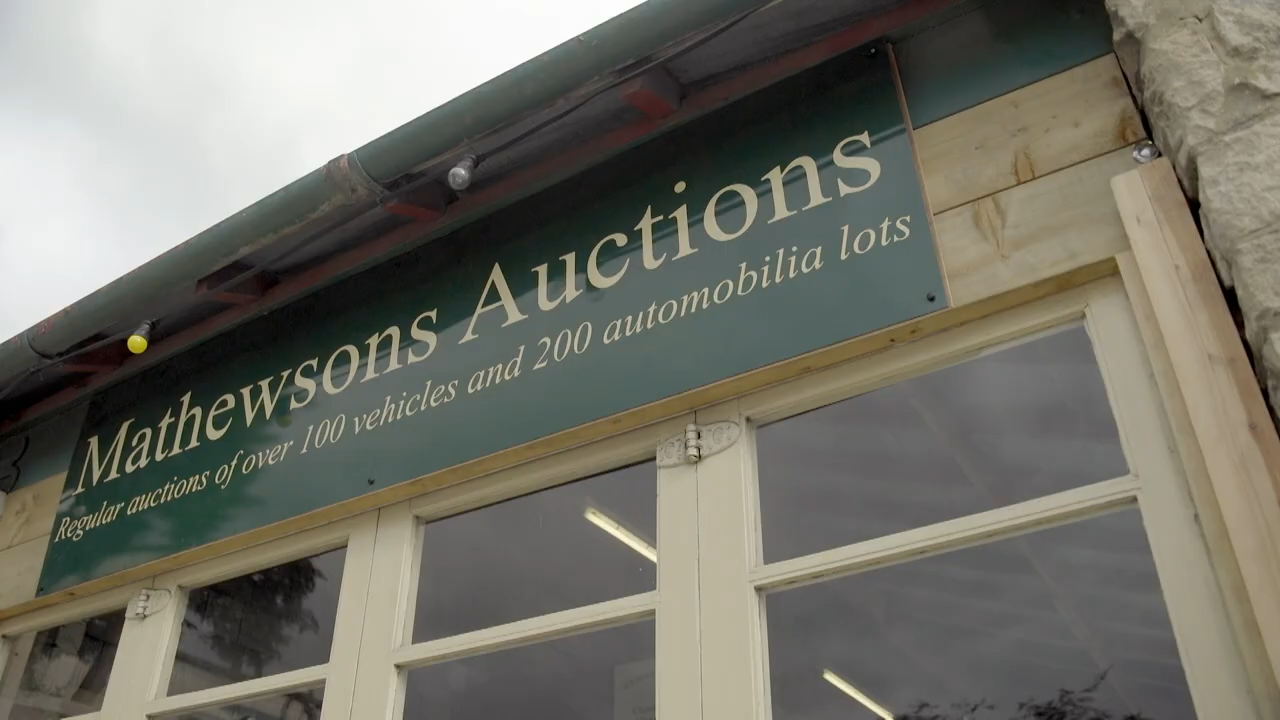 Mathewsons Auctions
Regular auctions of over 100 vehicles and 200 automobilia lots